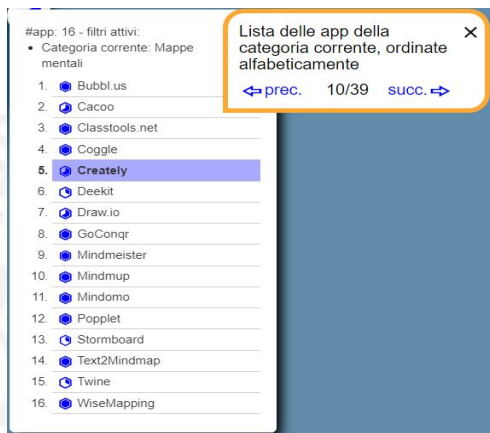 #app: 16 - filtri attivi:
• Categoria corrente: Mappe
mentali
1. Bubbl.us
2. Cacoo
3. Classtools.net
4. Coggle
5. Creately
6. Deekit
7. Draw.io
8. GoConqr
9. Mindmeister
10. Mindmup
11. Mindomo
12. Popplet
13. Stormboard
14. Text2Mindmap
15. Twine
16. WiseMapping
Lista delle app della
categoria corrente, ordinate
alfabeticamente
prec. 10/39 succ.